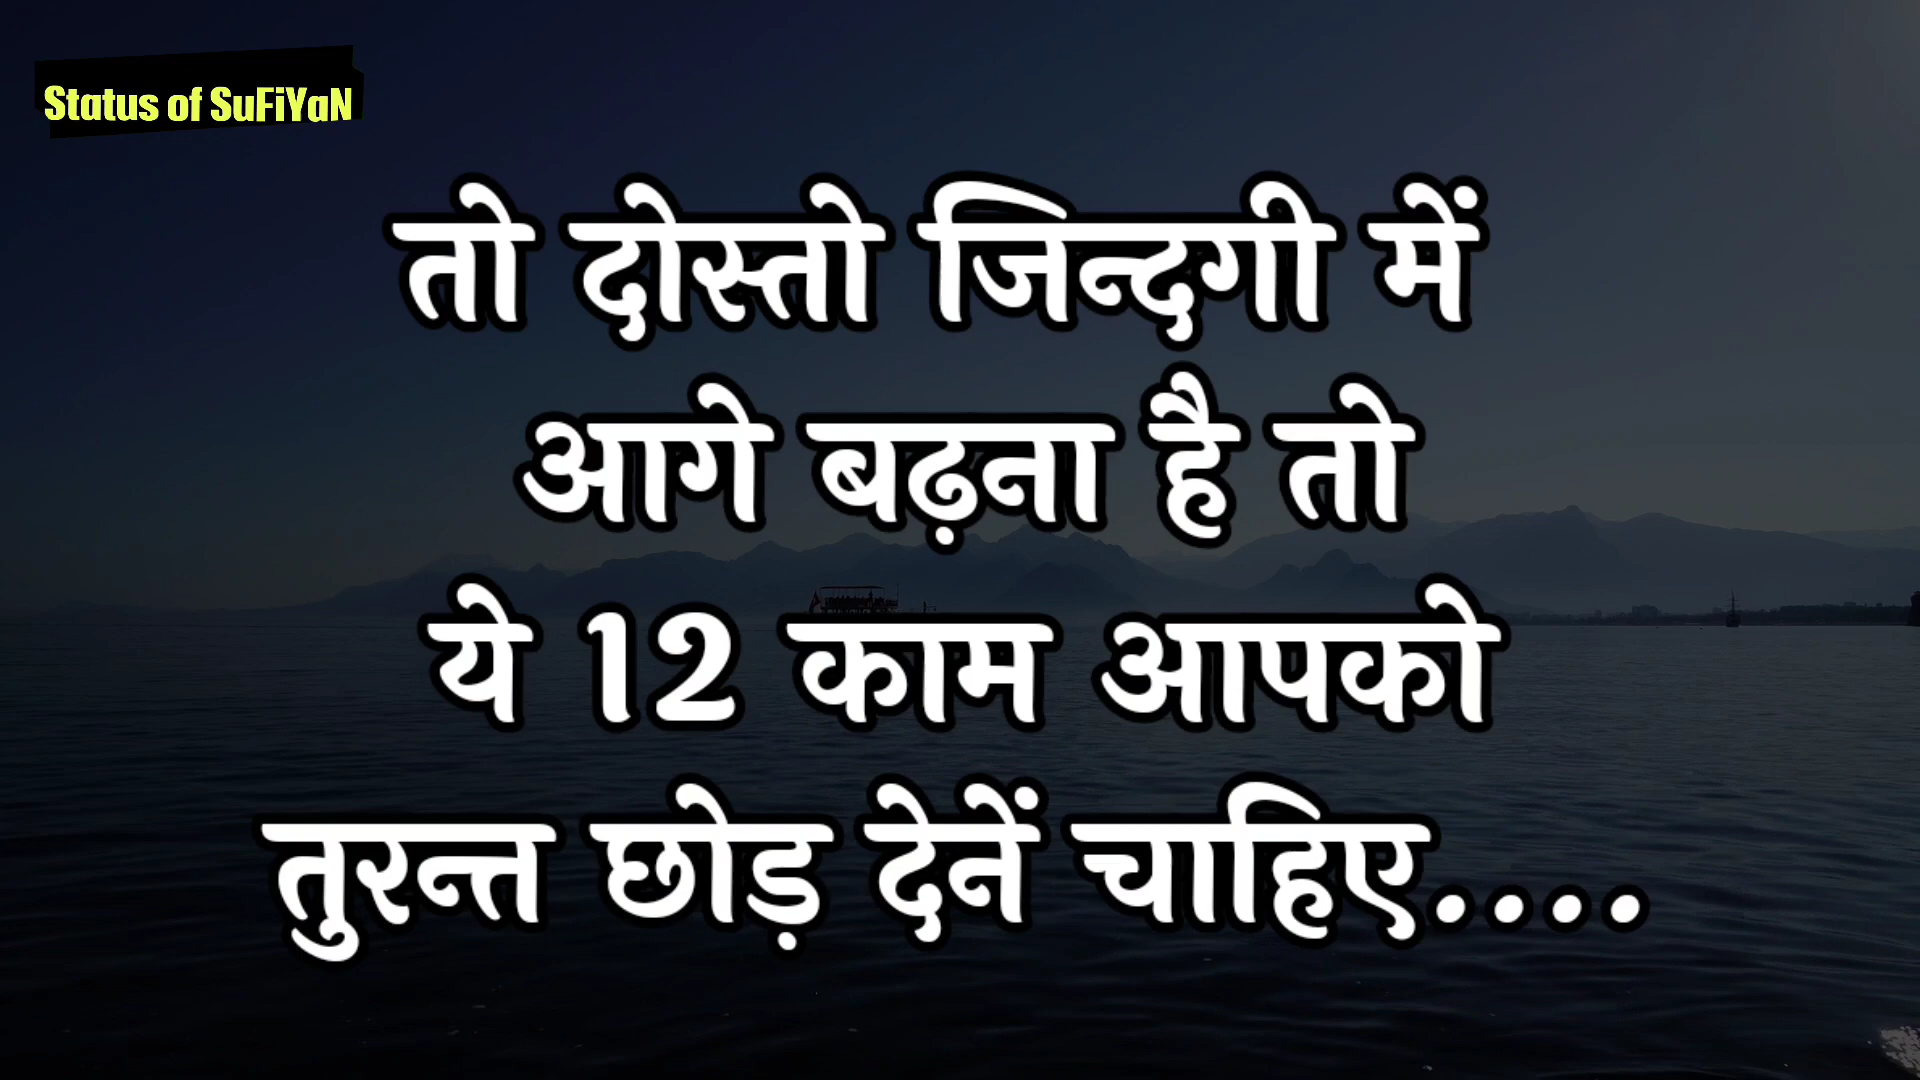 Status of SuFiYaN
तो दोस्तो जिन्दगी में
आगे बढ़ना है तो
ये 12 काम आपको
तुरन्त छोड़ देनें चाहिए....